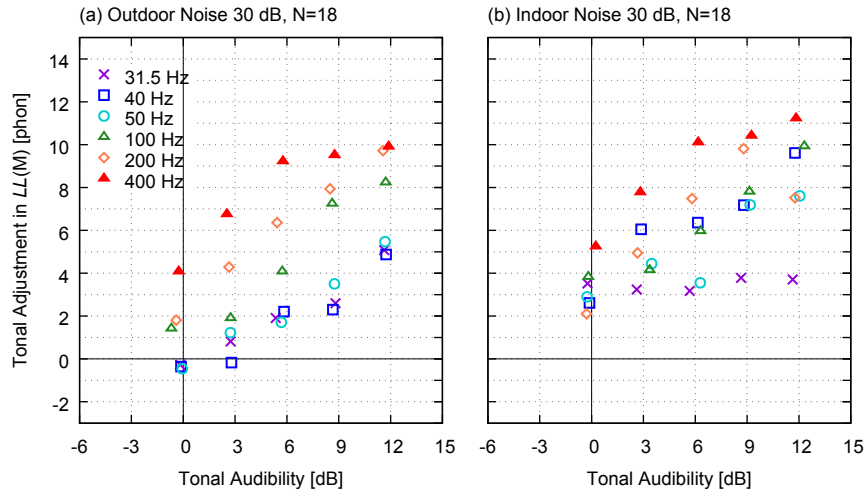 (a) Outdoor Noise 30 dB, N=18
(b) Indoor Noise 30 dB, N=18
Tonal Adjustment in LL(M) [phon]
14
12
10
8
6
4
2
0
-2
31.5 Hz
40 Hz
50 Hz
100 Hz
200 Hz
400 Hz
-6 -3 0 3 6 9 12 15
-6 -3 0 3 6 9 12 15
Tonal Audibility [dB]
Tonal Audibility [dB]